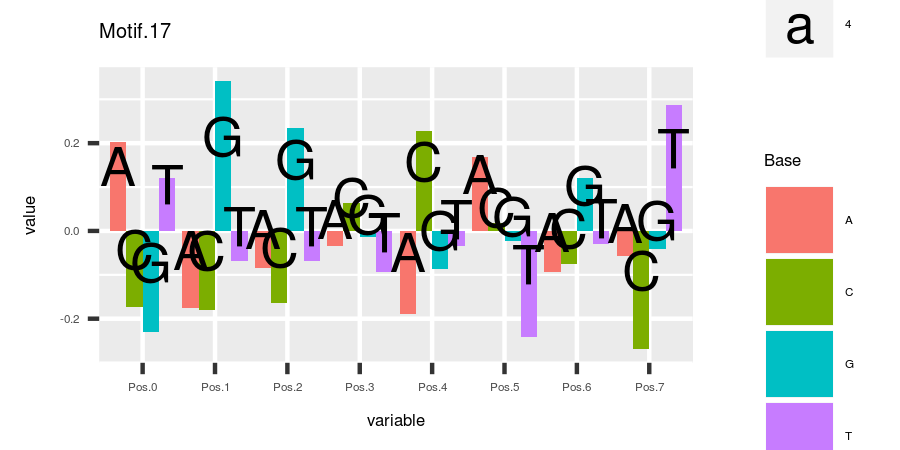 Motif.17
a 4
value
0.2
0.0
-0.2
A C G T A C G T A C G T A C G T A C G T A C G T A C G T A C G T
Pos.0 Pos.1 Pos.2 Pos.3 Pos.4 Pos.5 Pos.6 Pos.7
variable
Base
A
C
G
T